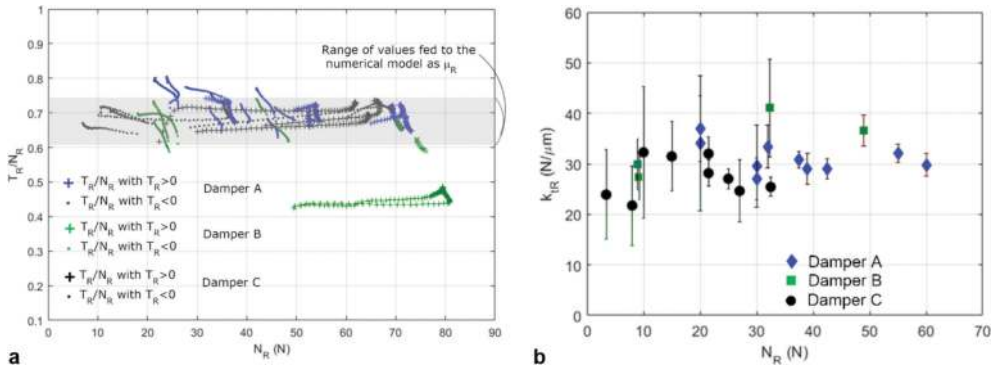 1
0.9
0.8
0.7
0.6
0.5
0.4
0.3
0.2
0.1
T_R/N_R
Range of values fed to the
numerical model as μ_R
T_R/N_R with T_R>0
T_R/N_R with T_R<0
Damper A
T_R/N_R with T_R>0
T_R/N_R with T_R<0
Damper B
T_R/N_R with T_R>0
T_R/N_R with T_R<0
Damper C
0 10 20 30 40 50 60 70 80 90
N_R (N)
a
60
50
40
30
20
10
0
k_tR (N/μm)
Damper A
Damper B
Damper C
0 10 20 30 40 50 60 70
N_R (N)
b